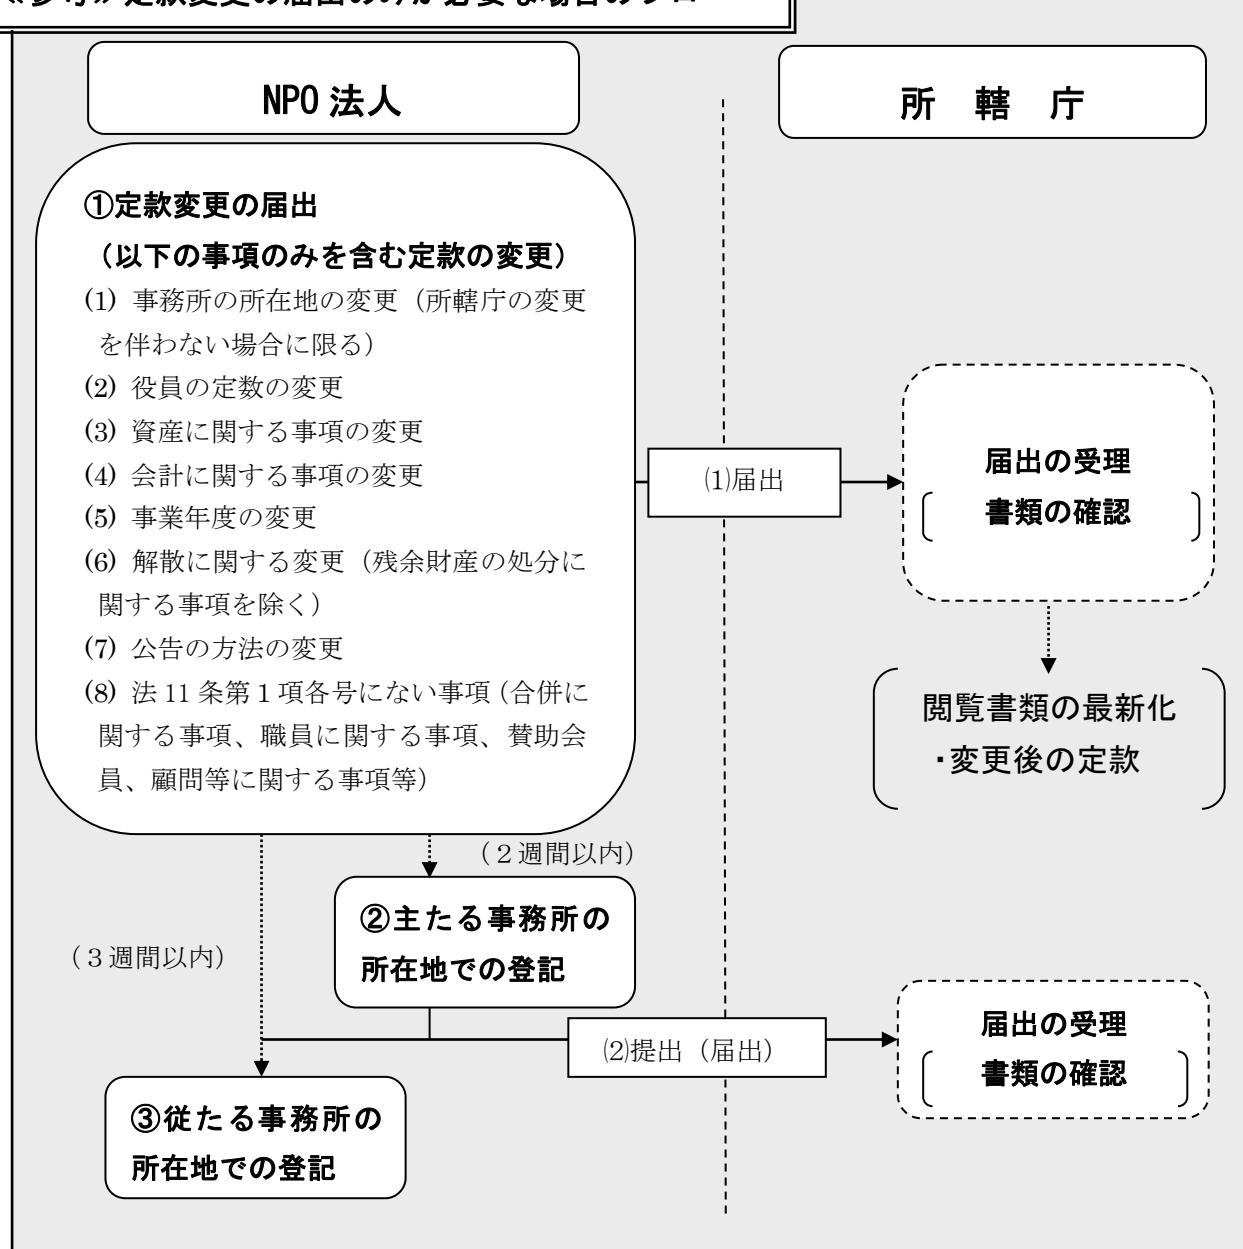 ≪参考≫定款変更の届出のみが必要な場合のフロー
NPO 法人
所 轄 庁
①定款変更の届出
（以下の事項のみを含む定款の変更）
(1) 事務所の所在地の変更（所轄庁の変更
を伴わない場合に限る）
(2) 役員の定数の変更
(3) 資産に関する事項の変更
(4) 会計に関する事項の変更
(5) 事業年度の変更
(6) 解散に関する変更（残余財産の処分に
関する事項を除く）
(7) 公告の方法の変更
(8) 法 11 条第１項各号にない事項（合併に
関する事項、職員に関する事項、賛助会
員、顧問等に関する事項等）
⑴届出
届出の受理
書類の確認
閲覧書類の最新化
・変更後の定款
（２週間以内）
②主たる事務所の
所在地での登記
（３週間以内）
⑵提出（届出）
届出の受理
書類の確認
③従たる事務所の
所在地での登記